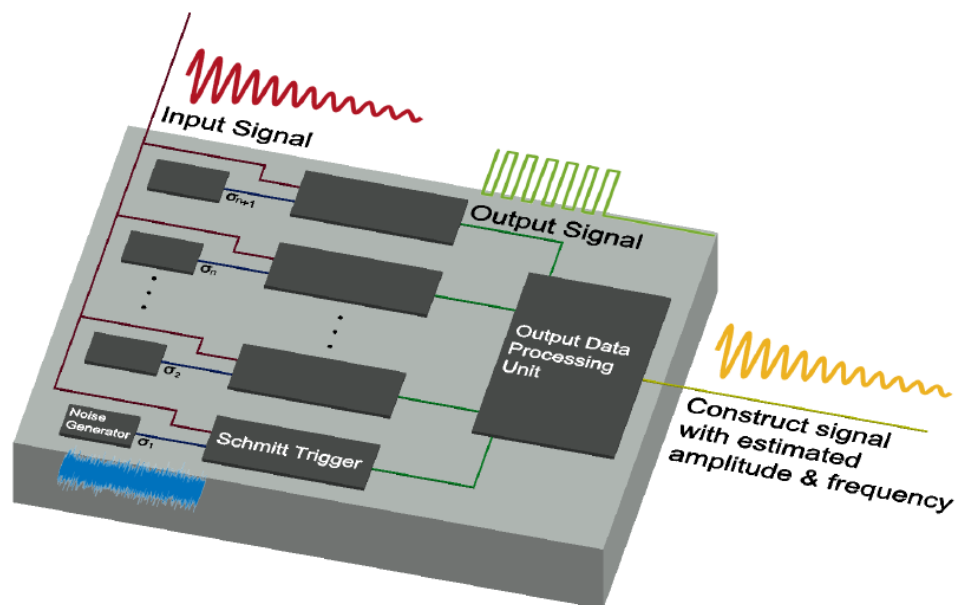 Input Signal
σn+1
Output Signal
σn
Output Data
Processing
Unit
σ2
Construct signal
with estimated
amplitude & frequency
Noise
Generator
σ1
Schmitt Trigger